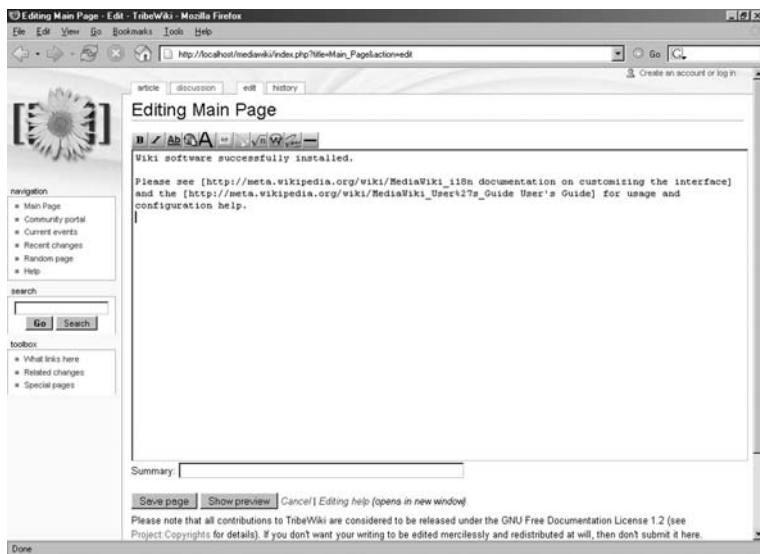 Editing Main Page - Edit - TribeWiki - Mozilla Firefox
File Edit View Go Bookmarks Tools Help
http://localhost/mediawiki/index.php?title=Main_Page&action=edit Go G
Create an account or log in
article discussion edit history
Editing Main Page
B I Ab A √n W
Wiki software successfully installed.
Please see [http://meta.wikipedia.org/wiki/MediaWiki_i18n documentation on customizing the interface]
and the [http://meta.wikipedia.org/wiki/MediaWiki_User%27s_Guide User's Guide] for usage and
configuration help.
navigation
Main Page
Community portal
Current events
Recent changes
Random page
Help
search
Go Search
toolbox
What links here
Related changes
Special pages
Summary:
Save page Show preview Cancel | Editing help (opens in new window)
Please note that all contributions to TribeWiki are considered to be released under the GNU Free Documentation License 1.2 (see
Project:Copyrights for details). If you don't want your writing to be edited mercilessly and redistributed at will, then don't submit it here.
Done